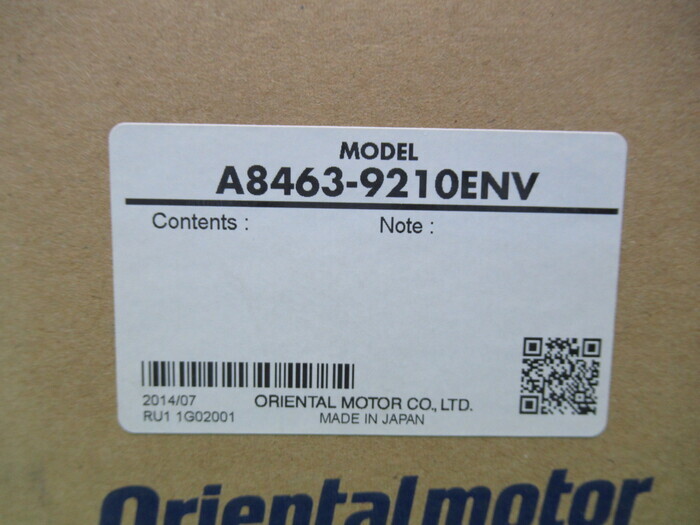 MODEL
A8463-9210ENV
Contents : Note :
2014/07 ORIENTAL MOTOR CO., LTD.
RU1 1G02001 MADE IN JAPAN
Orientalmotor